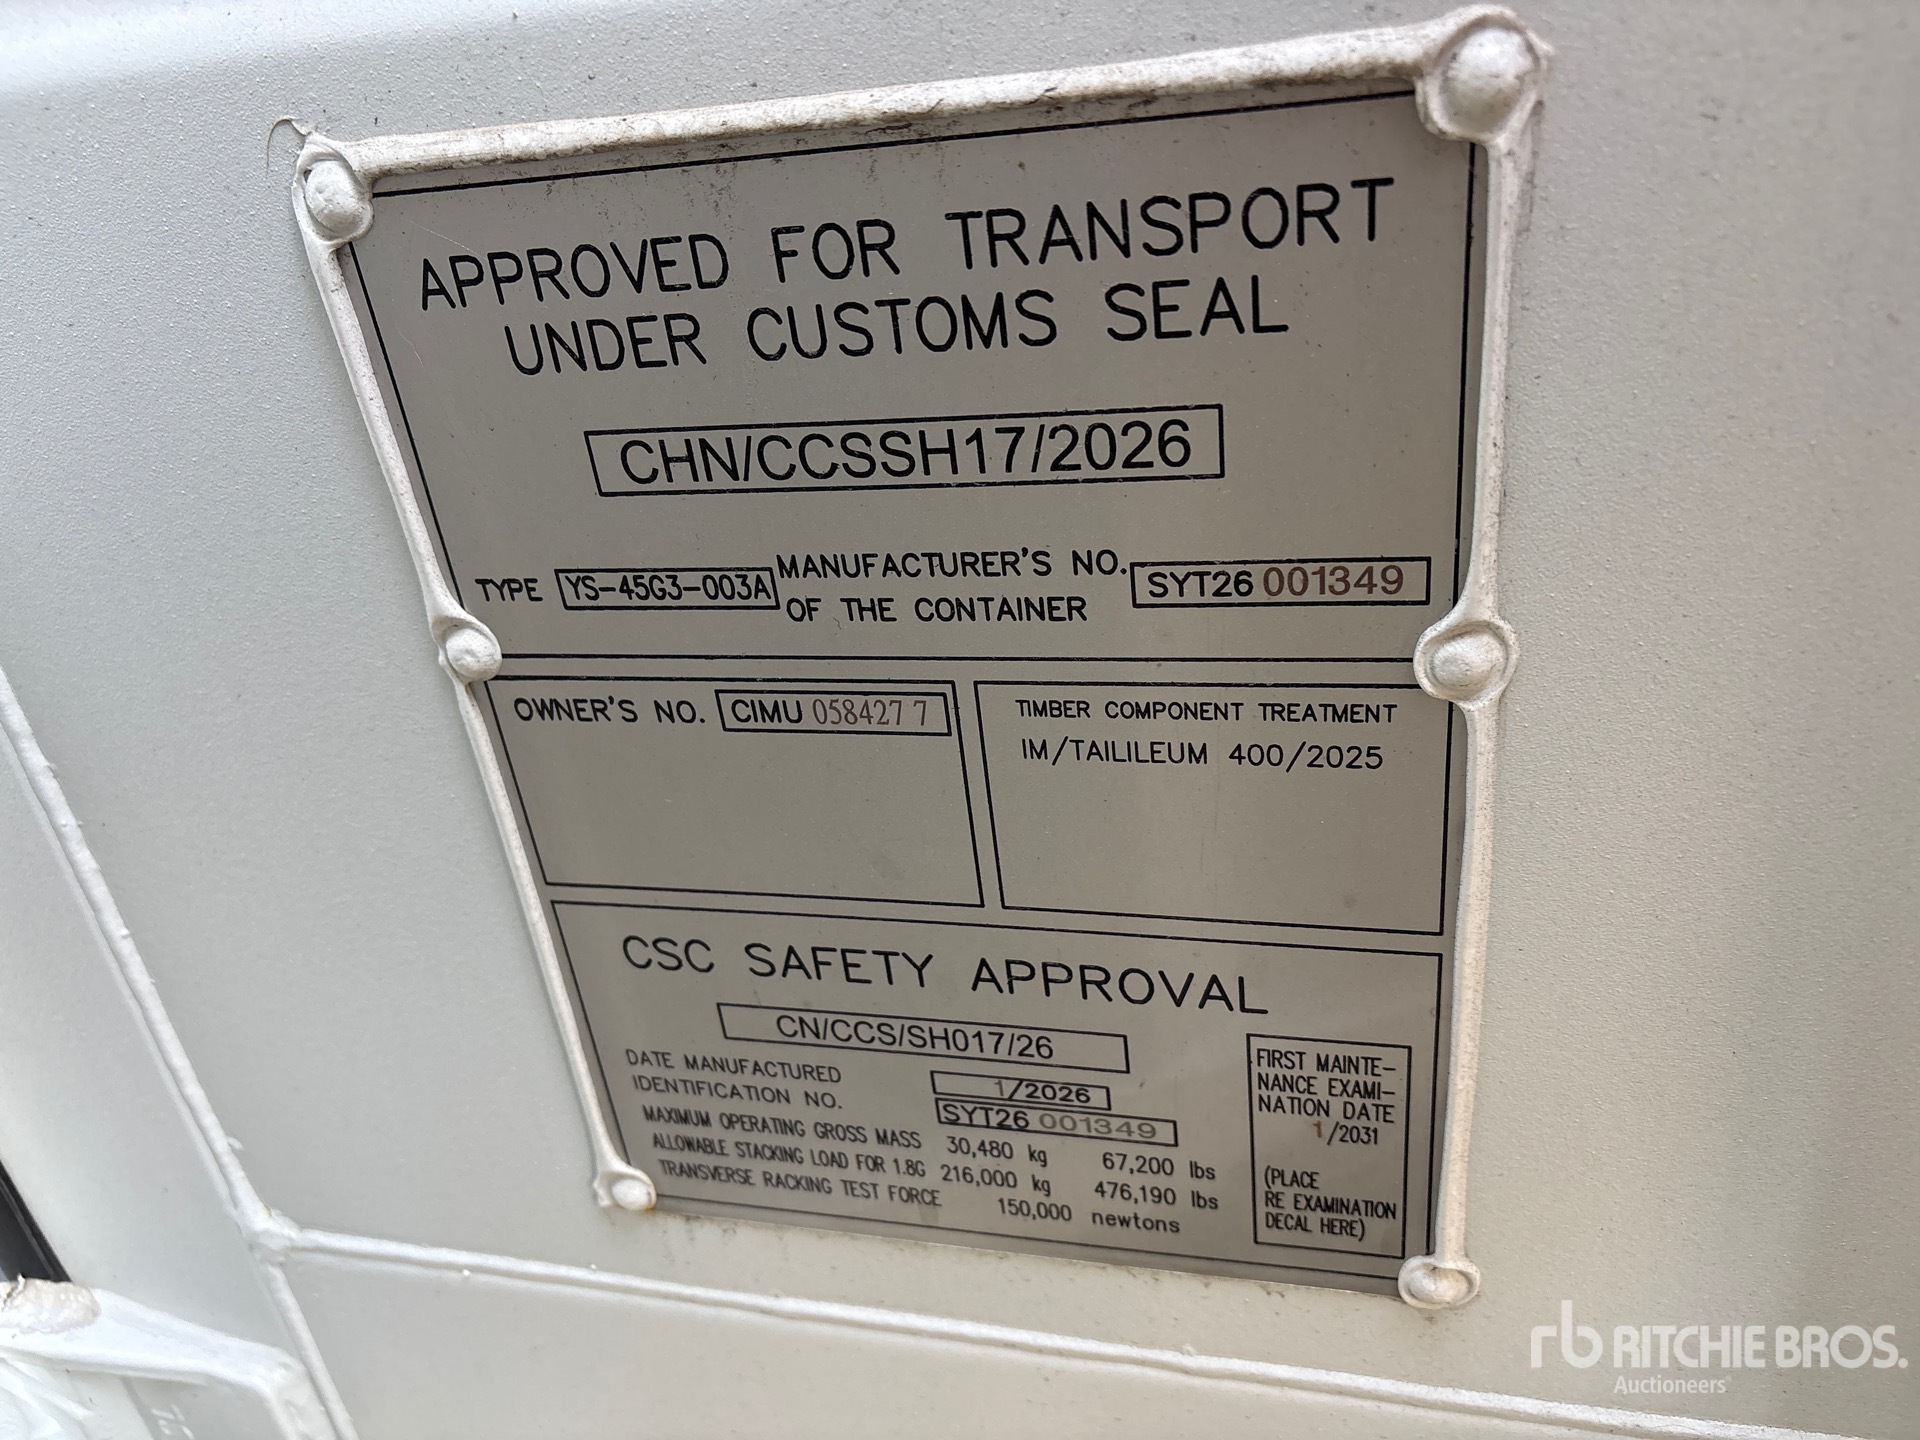 APPROVED FOR TRANSPORT
UNDER CUSTOMS SEAL
CHN/CCSSH17/2026
TYPE YS-45G3-003A MANUFACTURER'S NO. OF THE CONTAINER SYT26 001349
OWNER'S NO. CIMU 058427 7
TIMBER COMPONENT TREATMENT
IM/TAILILEUM 400/2025
CSC SAFETY APPROVAL
CN/CCS/SH017/26
DATE MANUFACTURED 1/2026
IDENTIFICATION NO. SYT26 001349
MAXIMUM OPERATING GROSS MASS 30,480 kg 67,200 lbs
ALLOWABLE STACKING LOAD FOR 1.8G 216,000 kg 476,190 lbs
TRANSVERSE RACKING TEST FORCE 150,000 newtons
FIRST MAINTE-
NANCE EXAMI-
NATION DATE
1/2031
(PLACE
RE EXAMINATION
DECAL HERE)
rb RITCHIE BROS.
Auctioneers